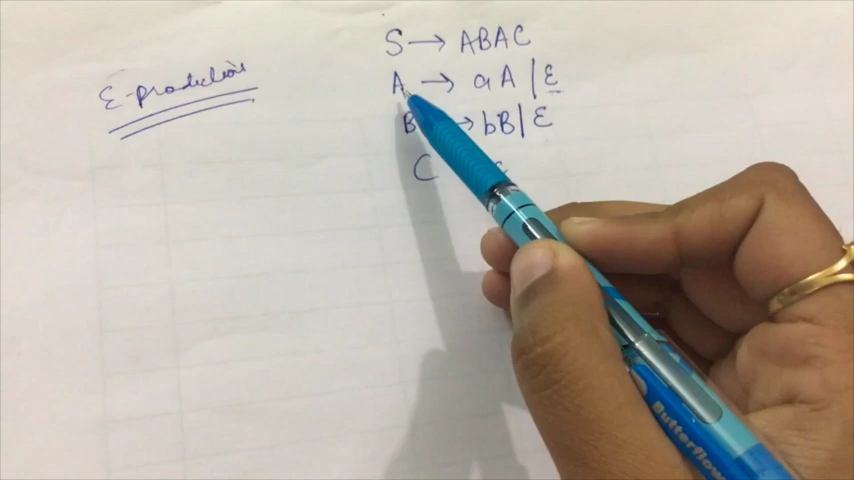 ε-production
S → ABAC
A → aA | ε
B → bB | ε
C c
Butterflow